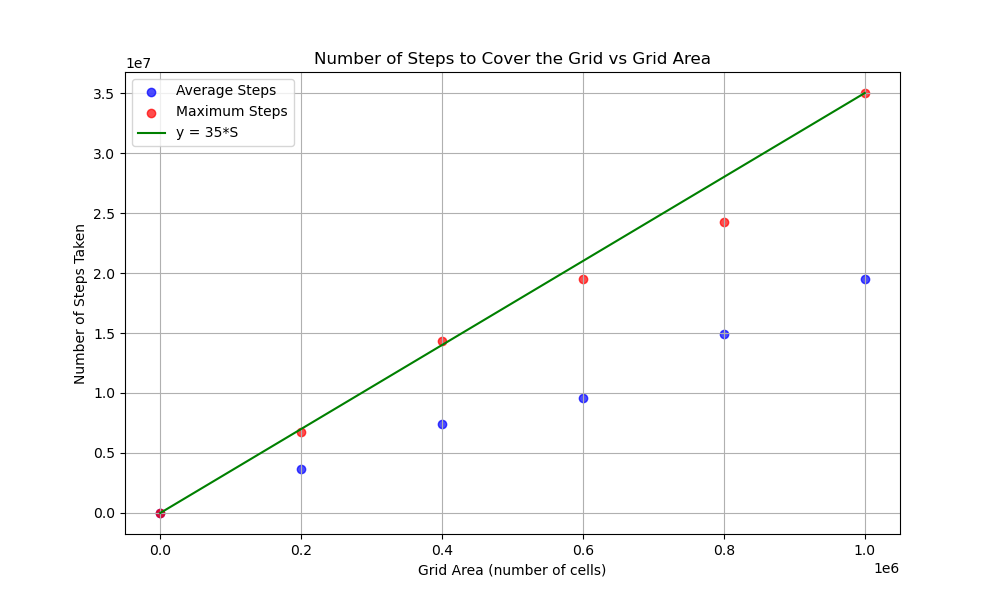 Number of Steps to Cover the Grid vs Grid Area
1e7
Average Steps
Maximum Steps
y = 35*S
3.5
3.0
2.5
2.0
1.5
1.0
0.5
0.0
Number of Steps Taken
0.0 0.2 0.4 0.6 0.8 1.0
1e6
Grid Area (number of cells)